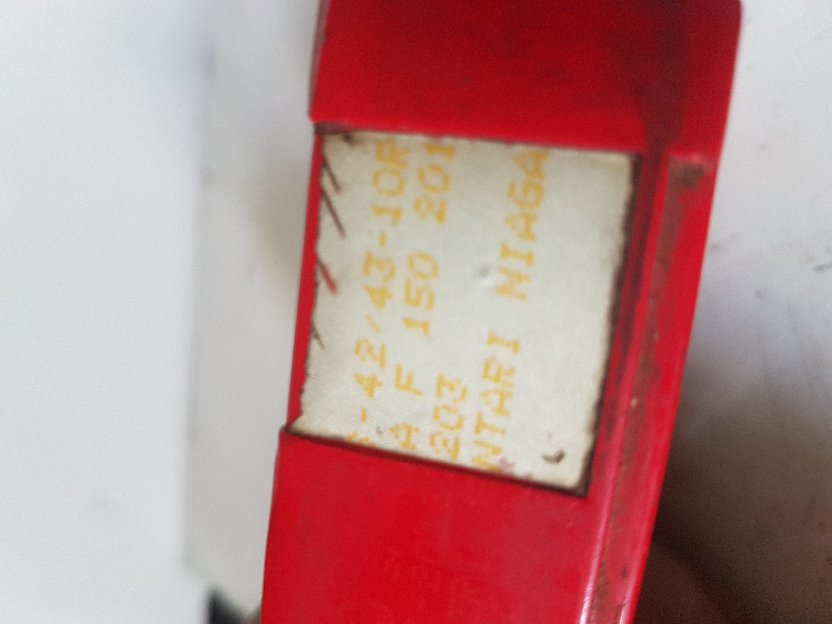 -42/43-10R
A F 150 201
203
NTARI NIAGA